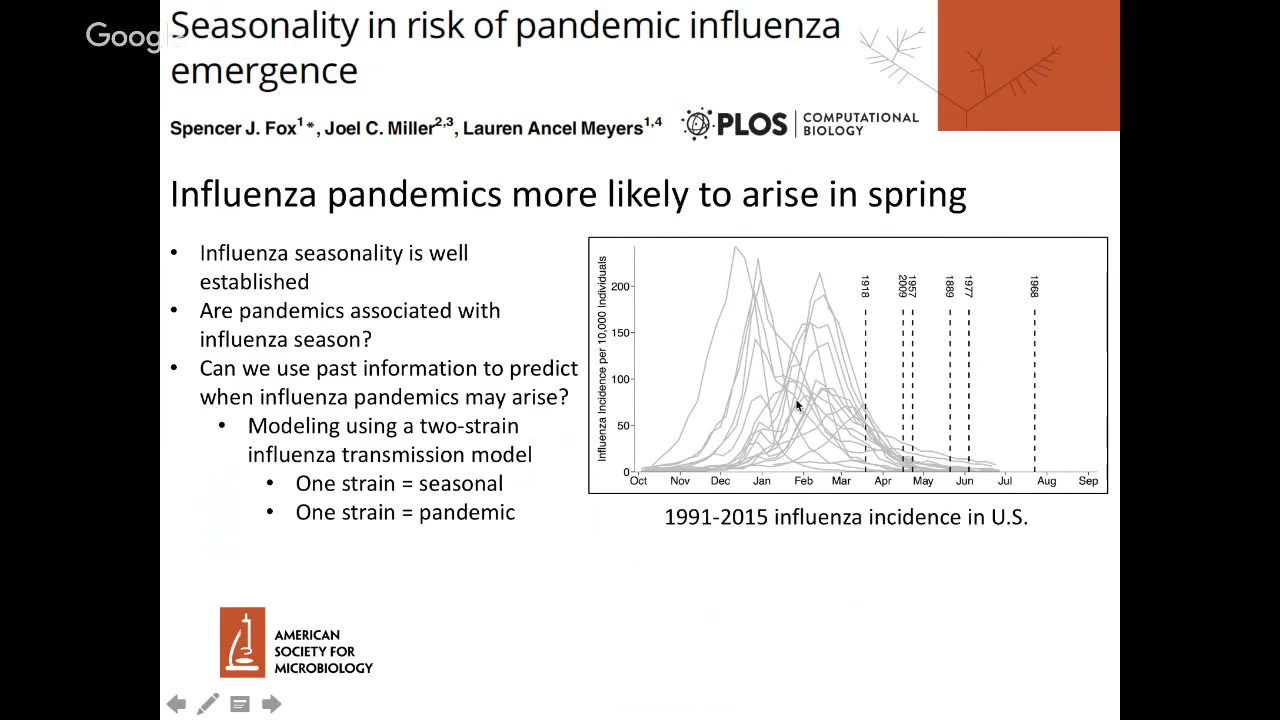 Google
Seasonality in risk of pandemic influenza
emergence
Spencer J. Fox1*, Joel C. Miller2,3, Lauren Ancel Meyers1,4
PLOS
COMPUTATIONAL
BIOLOGY
Influenza pandemics more likely to arise in spring
• Influenza seasonality is well
established
• Are pandemics associated with
influenza season?
• Can we use past information to predict
when influenza pandemics may arise?
• Modeling using a two-strain
influenza transmission model
• One strain = seasonal
• One strain = pandemic
Influenza Incidence per 10,000 Individuals
200
150
100
50
0
1918
2009
1957
1889
1977
1968
Oct Nov Dec Jan Feb Mar Apr May Jun Jul Aug Sep
1991-2015 influenza incidence in U.S.
AMERICAN
SOCIETY FOR
MICROBIOLOGY